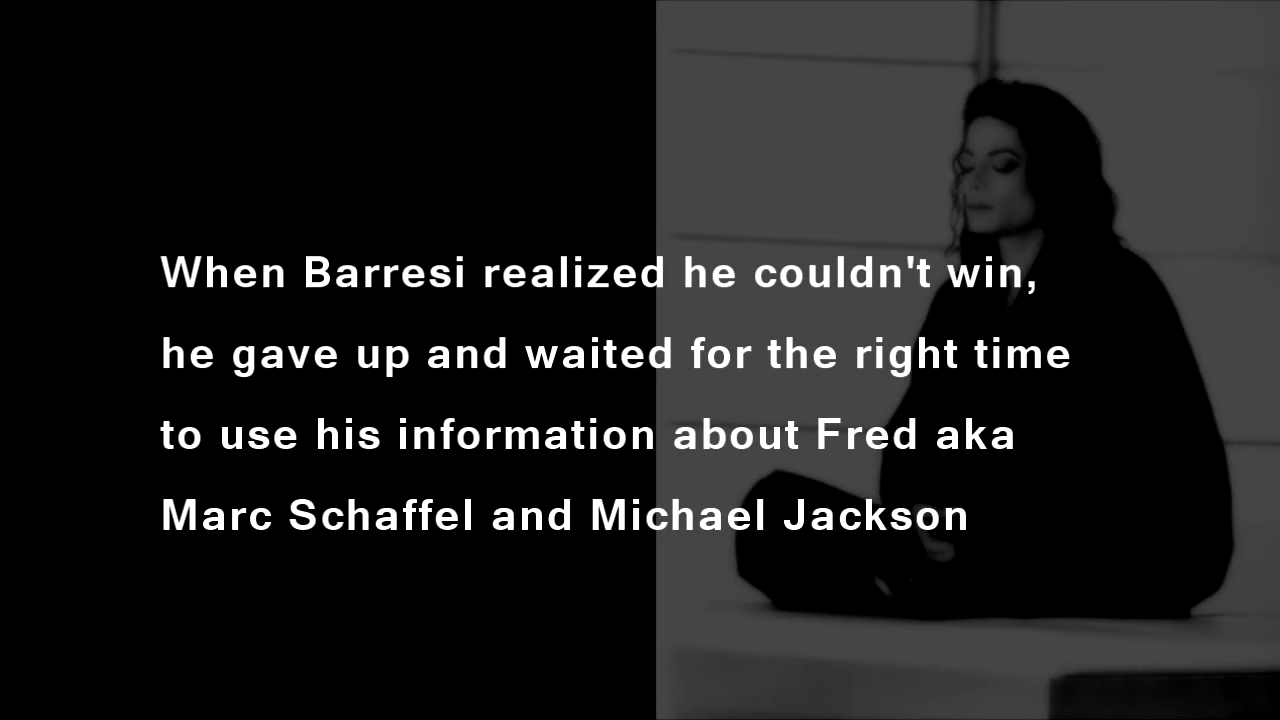 When Barresi realized he couldn't win,
he gave up and waited for the right time
to use his information about Fred aka
Marc Schaffel and Michael Jackson